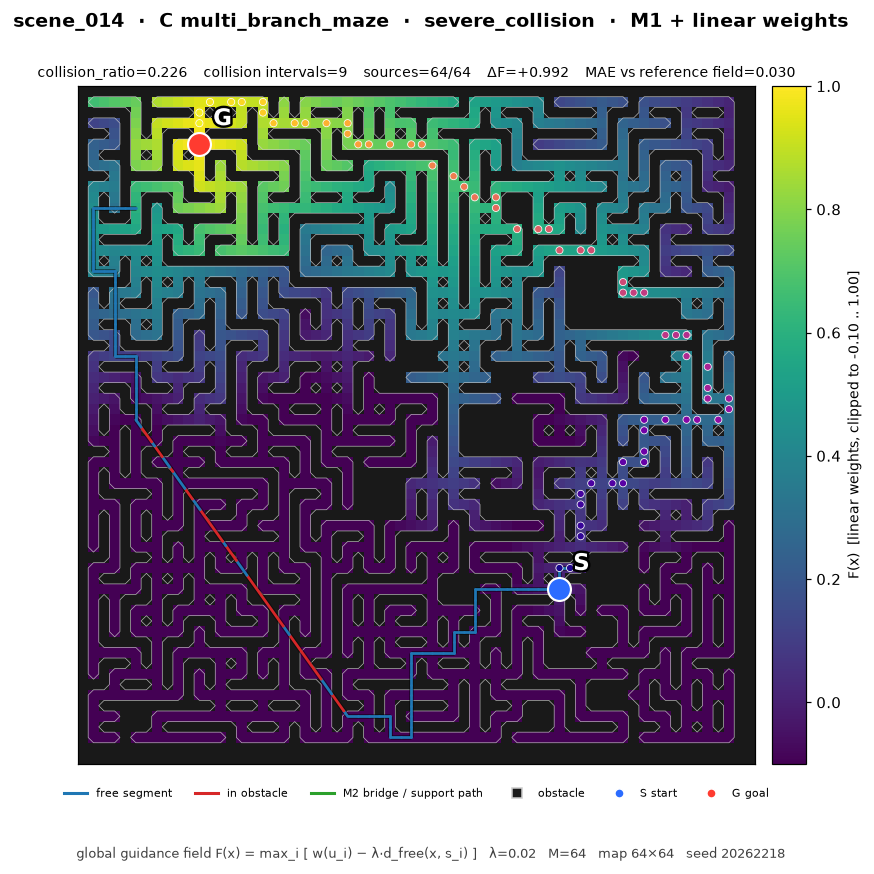 scene_014 · C multi_branch_maze · severe_collision · M1 + linear weights
collision_ratio=0.226 collision intervals=9 sources=64/64 ΔF=+0.992 MAE vs reference field=0.030
G
S
1.0
0.8
0.6
0.4
0.2
0.0
F(x) [linear weights, clipped to -0.10 .. 1.00]
free segment
in obstacle
M2 bridge / support path
obstacle
S start
G goal
global guidance field F(x) = max_i [ w(u_i) − λ·d_free(x, s_i) ] λ=0.02 M=64 map 64×64 seed 20262218